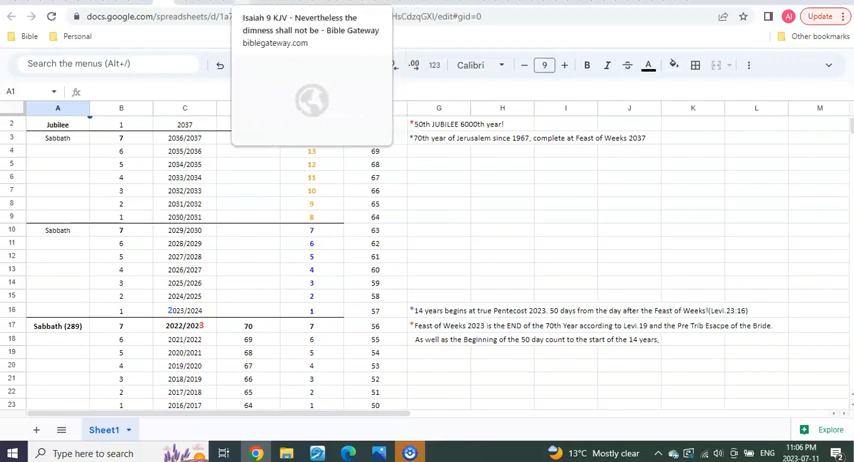 docs.google.com/spreadsheets/d/1a7
HsCdzqGXI/edit#gid=0
AI
Update
Bible
Personal
Other bookmarks
Isaiah 9 KJV - Nevertheless the
dimness shall not be - Bible Gateway
biblegateway.com
Search the menus (Alt+/)
.00
123
Calibri
9
B
I
A
A1
fx
A B C G H I J K L M
2 Jubilee 1 2037 *50th JUBILEE 6000th year!
3 Sabbath 7 2036/2037 *70th year of Jerusalem since 1967, complete at Feast of Weeks 2037
4 6 2035/2036 13 69
5 5 2034/2035 12 68
6 4 2033/2034 11 67
7 3 2032/2033 10 66
8 2 2031/2032 9 65
9 1 2030/2031 8 64
10 Sabbath 7 2029/2030 7 63
11 6 2028/2029 6 62
12 5 2027/2028 5 61
13 4 2026/2027 4 60
14 3 2025/2026 3 59
15 2 2024/2025 2 58
16 1 2023/2024 1 57 *14 years begins at true Pentecost 2023. 50 days from the day after the Feast of Weeks!(Levi.23:16)
17 Sabbath (289) 7 2022/2023 70 7 56 *Feast of Weeks 2023 is the END of the 70th Year according to Levi.19 and the Pre Trib Esacpe of the Bride.
18 6 2021/2022 69 6 55 As well as the Beginning of the 50 day count to the start of the 14 years,
19 5 2020/2021 68 5 54
20 4 2019/2020 67 4 53
21 3 2018/2019 66 3 52
22 2 2017/2018 65 2 51
23 1 2016/2017 64 1 50
Sheet1
Explore
Type here to search
13°C Mostly clear
ENG
11:06 PM
2023-07-11
2